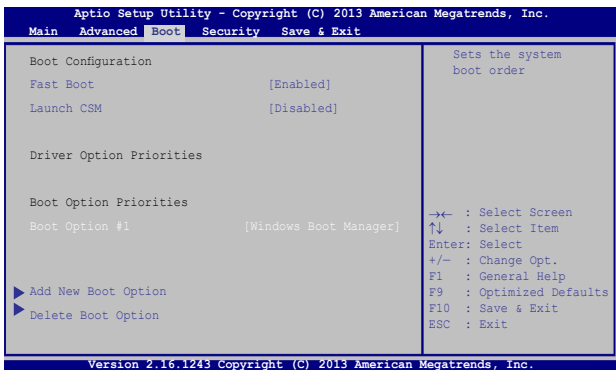 Aptio Setup Utility - Copyright (C) 2013 American Megatrends, Inc.
Main Advanced Boot Security Save & Exit
Boot Configuration
Fast Boot [Enabled]
Launch CSM [Disabled]
Driver Option Priorities
Boot Option Priorities
Boot Option #1 [Windows Boot Manager]
Add New Boot Option
Delete Boot Option
Sets the system
boot order
→← : Select Screen
↑↓ : Select Item
Enter: Select
+/— : Change Opt.
F1 : General Help
F9 : Optimized Defaults
F10 : Save & Exit
ESC : Exit
Version 2.16.1243 Copyright (C) 2013 American Megatrends, Inc.